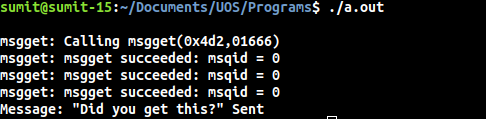 sumit@sumit-15:~/Documents/UOS/Programs$ ./a.out
msgget: Calling msgget(0x4d2,01666)
msgget: msgget succeeded: msqid = 0
msgget: msgget succeeded: msqid = 0
msgget: msgget succeeded: msqid = 0
Message: "Did you get this?" Sent